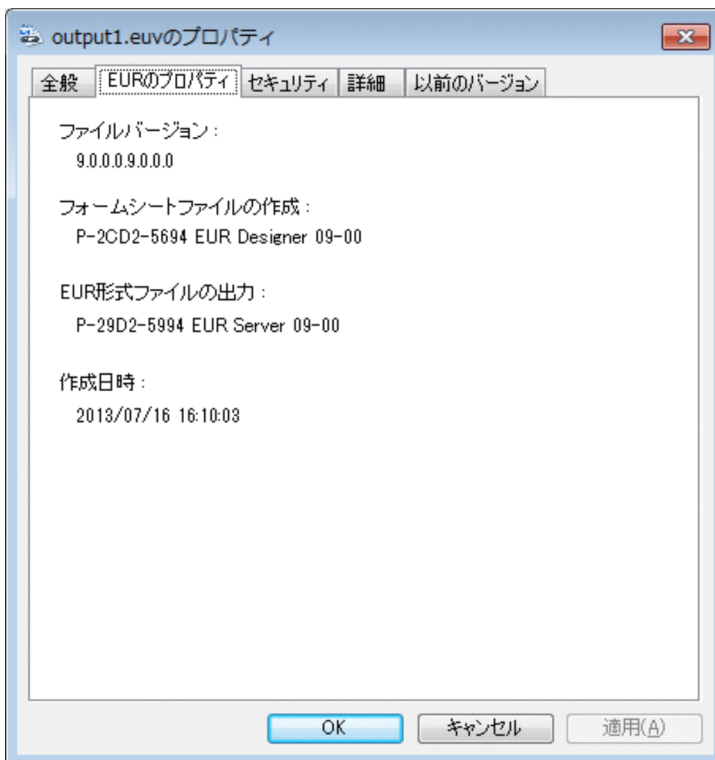 output1.euvのプロパティ
全般 EURのプロパティ セキュリティ 詳細 以前のバージョン
ファイルバージョン：
9.0.0.0.9.0.0.0
フォームシートファイルの作成：
P-2CD2-5694 EUR Designer 09-00
EUR形式ファイルの出力：
P-29D2-5994 EUR Server 09-00
作成日時：
2013/07/16 16:10:03
OK キャンセル 適用(A)